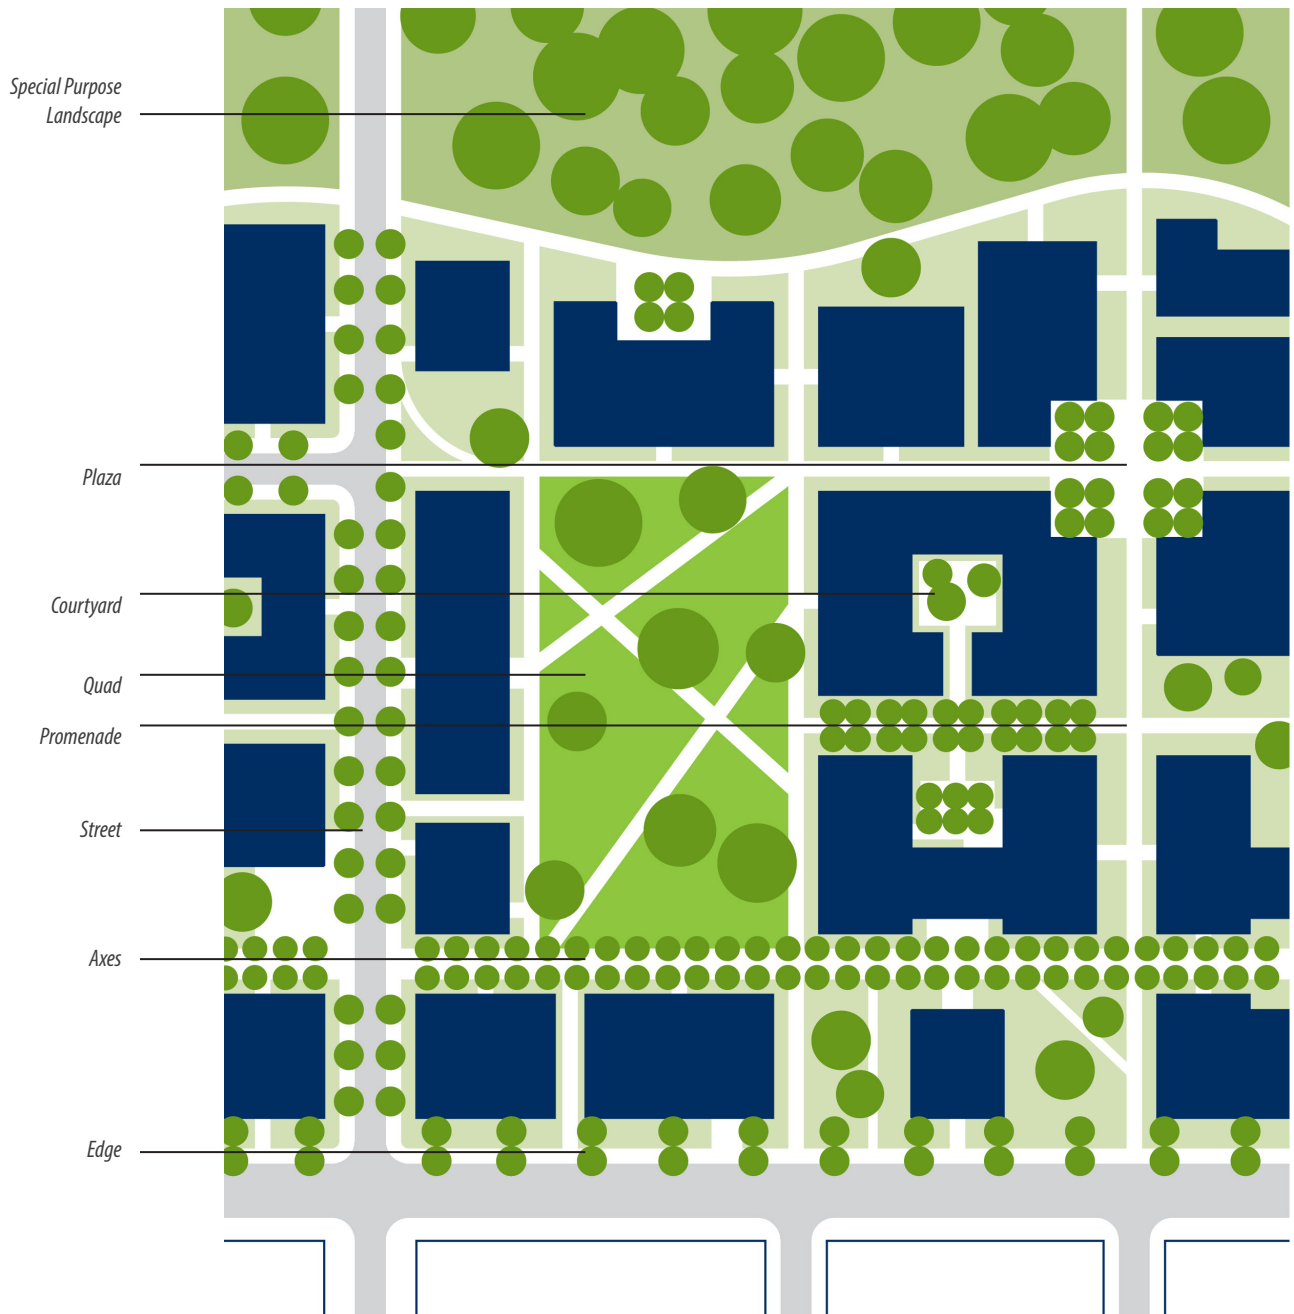 Special Purpose
Landscape
Plaza
Courtyard
Quad
Promenade
Street
Axes
Edge